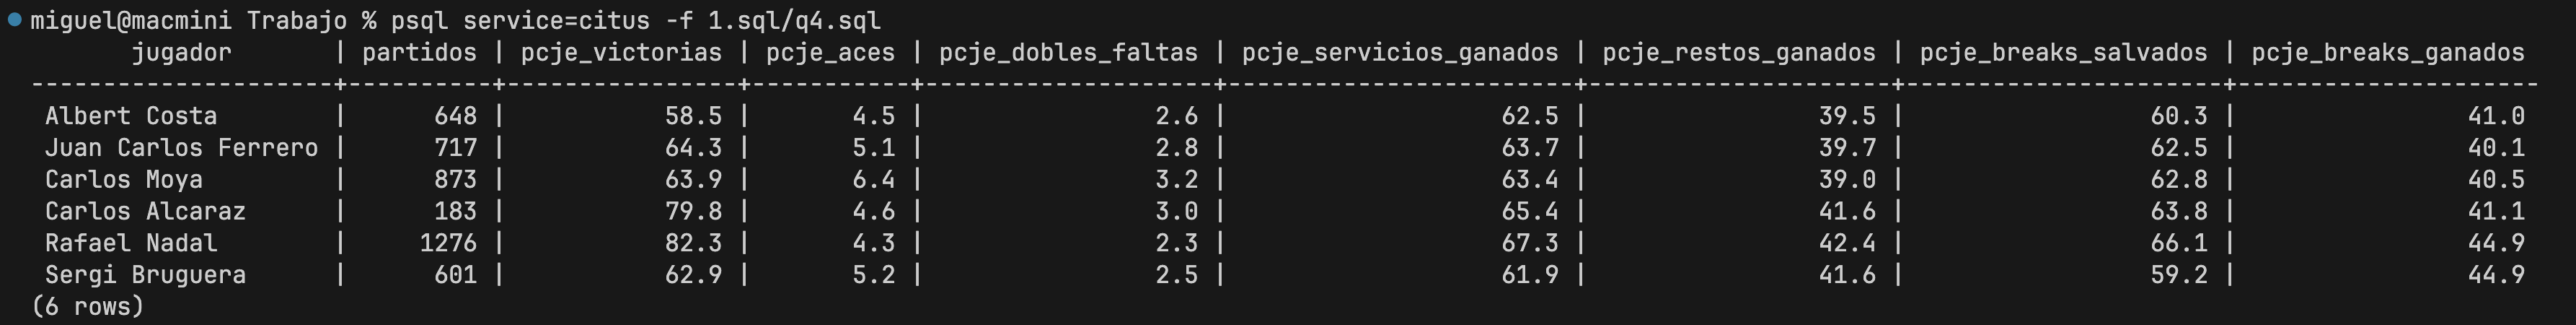 miguel@macmini Trabajo % psql service=citus -f 1.sql/q4.sql
       jugador       | partidos | pcje_victorias | pcje_aces | pcje_dobles_faltas | pcje_servicios_ganados | pcje_restos_ganados | pcje_breaks_salvados | pcje_breaks_ganados
---------------------+----------+----------------+-----------+--------------------+------------------------+---------------------+----------------------+---------------------
 Albert Costa        |      648 |           58.5 |       4.5 |                2.6 |                   62.5 |                39.5 |                 60.3 |                41.0
 Juan Carlos Ferrero |      717 |           64.3 |       5.1 |                2.8 |                   63.7 |                39.7 |                 62.5 |                40.1
 Carlos Moya         |      873 |           63.9 |       6.4 |                3.2 |                   63.4 |                39.0 |                 62.8 |                40.5
 Carlos Alcaraz      |      183 |           79.8 |       4.6 |                3.0 |                   65.4 |                41.6 |                 63.8 |                41.1
 Rafael Nadal        |     1276 |           82.3 |       4.3 |                2.3 |                   67.3 |                42.4 |                 66.1 |                44.9
 Sergi Bruguera      |      601 |           62.9 |       5.2 |                2.5 |                   61.9 |                41.6 |                 59.2 |                44.9
(6 rows)